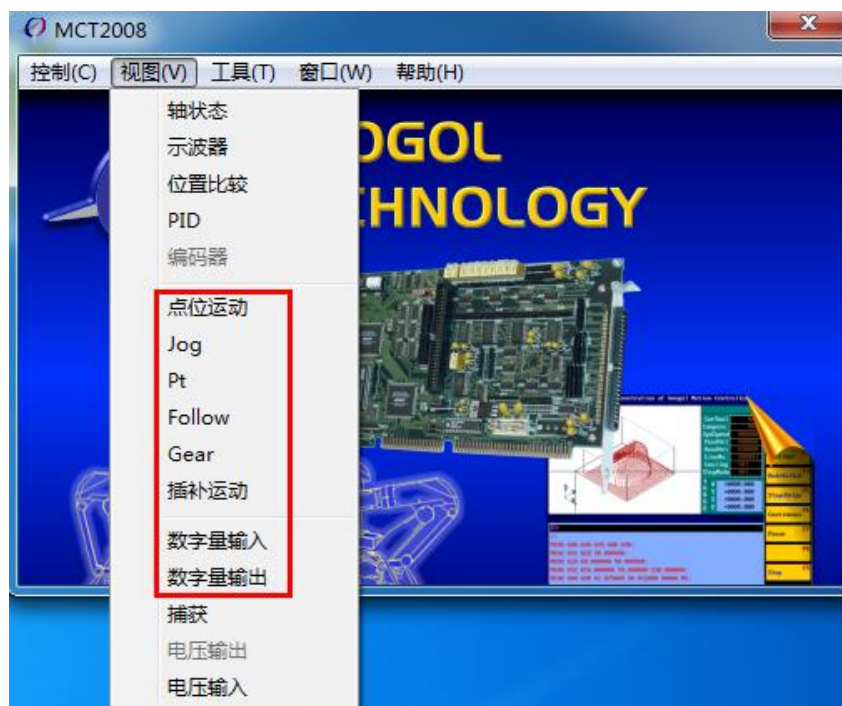 MCT2008
控制(C) 视图(V) 工具(T) 窗口(W) 帮助(H)
轴状态
示波器
位置比较
PID
编码器
点位运动
Jog
Pt
Follow
Gear
插补运动
数字量输入
数字量输出
捕获
电压输出
电压输入
OGOL
HNOLOGY